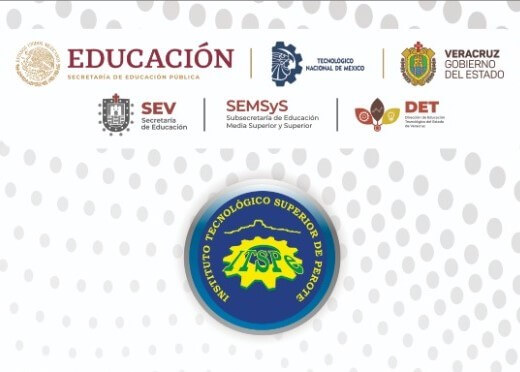 EDUCACIÓN
SECRETARÍA DE EDUCACIÓN PÚBLICA
TECNOLÓGICO
NACIONAL DE MÉXICO
VERACRUZ
GOBIERNO
DEL ESTADO
SEV
Secretaría
de Educación
SEMSyS
Subsecretaría de Educación
Media Superior y Superior
DET
Dirección de Educación
Tecnológica del Estado
de Veracruz
INSTITUTO TECNOLÓGICO SUPERIOR DE PEROTE
ITSPe